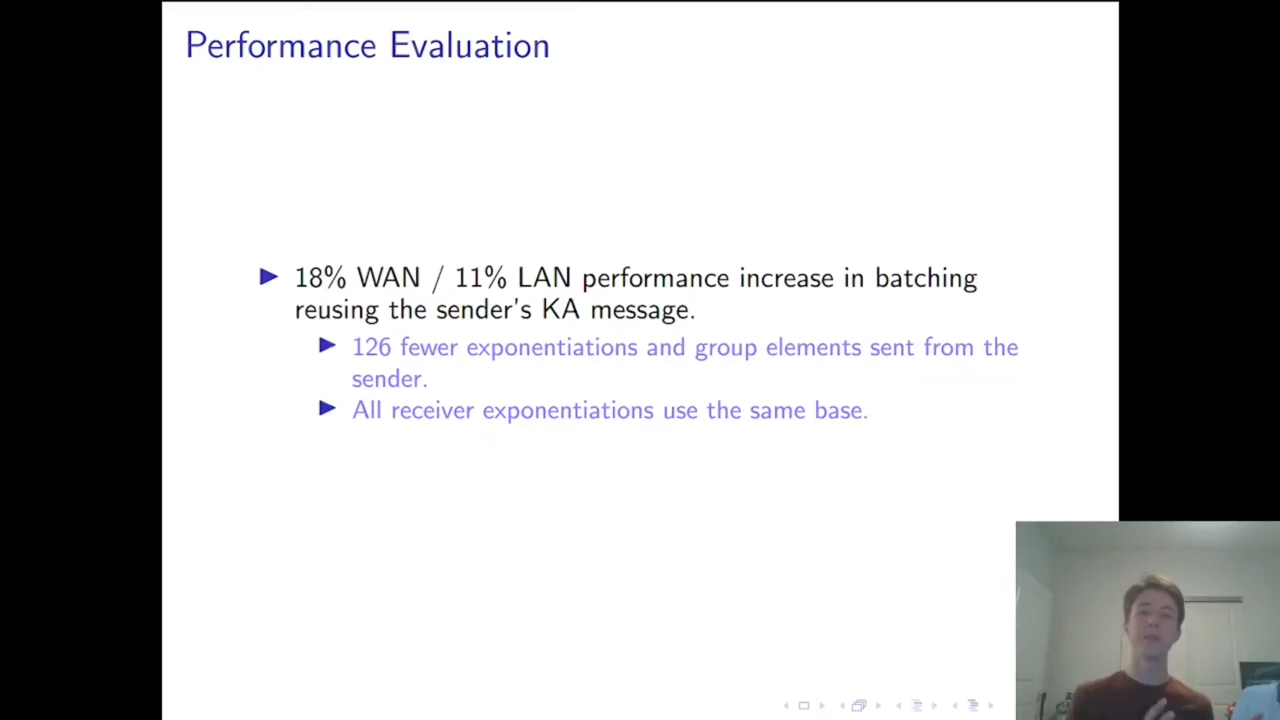 Performance Evaluation
18% WAN / 11% LAN performance increase in batching
reusing the sender's KA message.
126 fewer exponentiations and group elements sent from the
sender.
All receiver exponentiations use the same base.